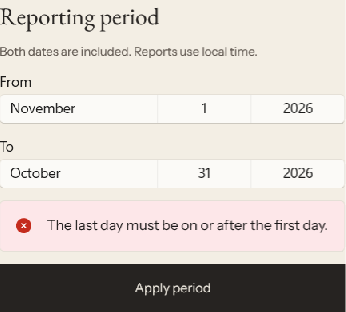 Reporting period
Both dates are included. Reports use local time.
From
November 1 2026
To
October 31 2026
The last day must be on or after the first day.
Apply period